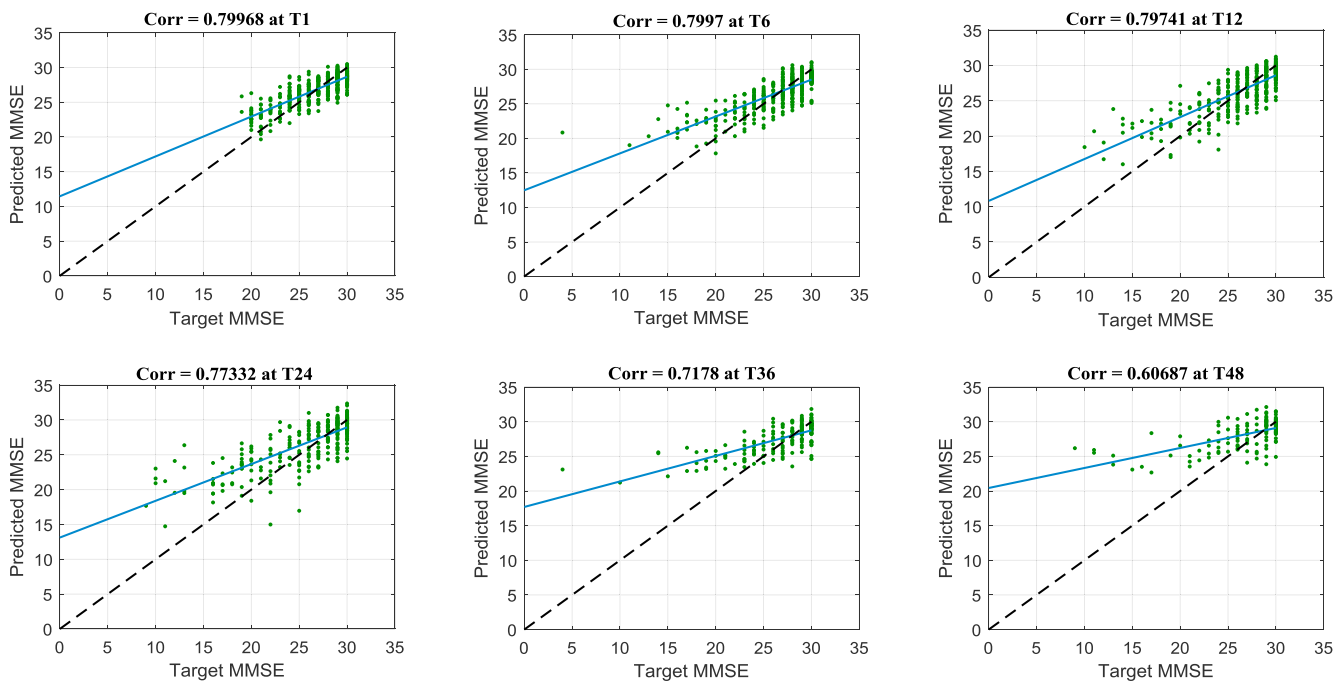 Corr = 0.79968 at T1
35
30
25
20
15
10
5
0
Predicted MMSE
0 5 10 15 20 25 30 35
Target MMSE
Corr = 0.7997 at T6
35
30
25
20
15
10
5
0
Predicted MMSE
0 5 10 15 20 25 30 35
Target MMSE
Corr = 0.79741 at T12
35
30
25
20
15
10
5
0
Predicted MMSE
0 5 10 15 20 25 30 35
Target MMSE
Corr = 0.77332 at T24
35
30
25
20
15
10
5
0
Predicted MMSE
0 5 10 15 20 25 30 35
Target MMSE
Corr = 0.7178 at T36
35
30
25
20
15
10
5
0
Predicted MMSE
0 5 10 15 20 25 30 35
Target MMSE
Corr = 0.60687 at T48
35
30
25
20
15
10
5
0
Predicted MMSE
0 5 10 15 20 25 30 35
Target MMSE